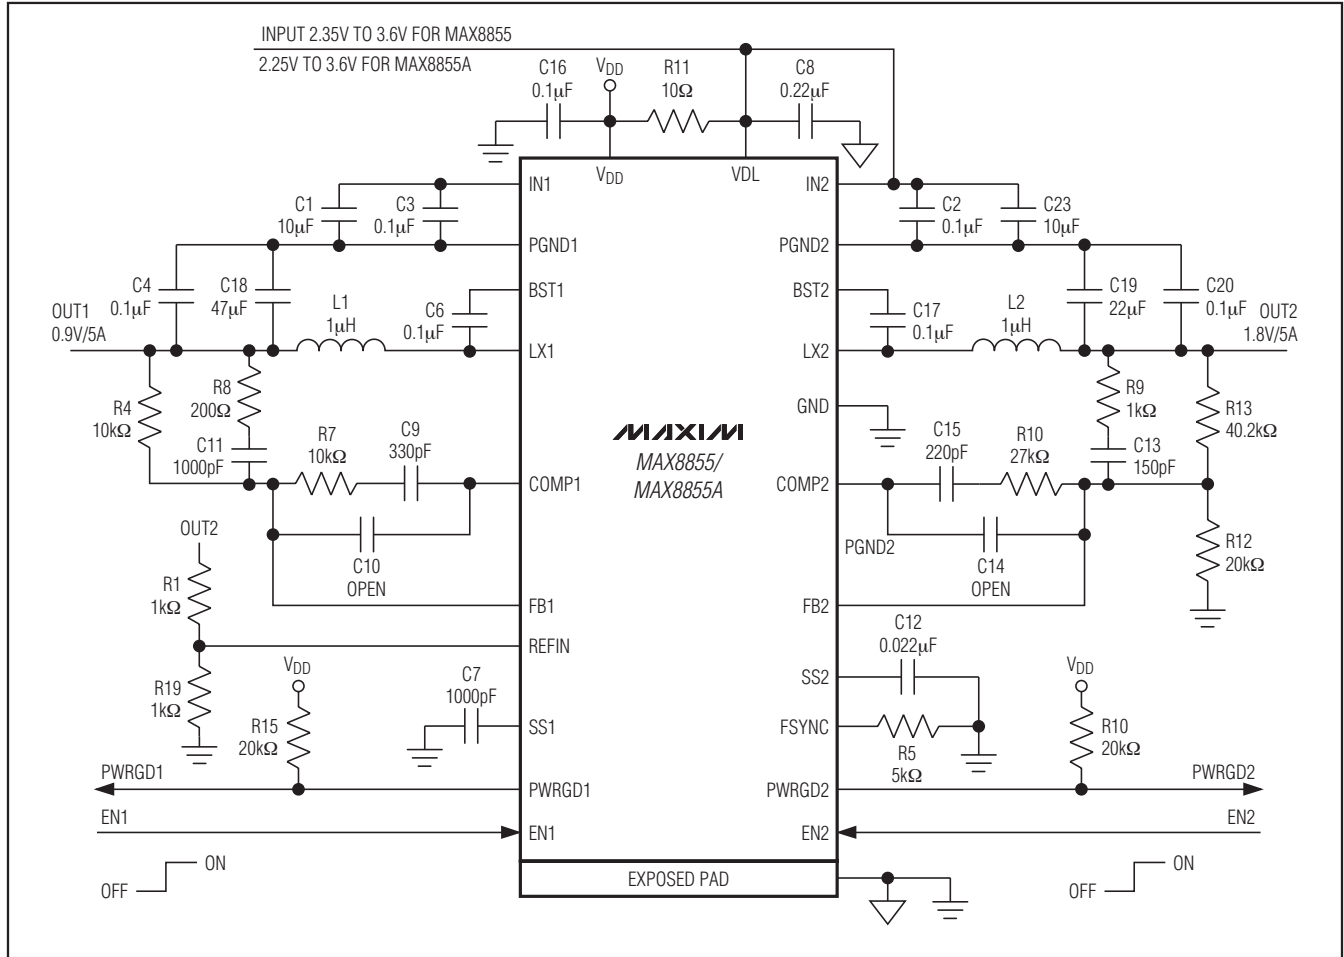 INPUT 2.35V TO 3.6V FOR MAX8855
2.25V TO 3.6V FOR MAX8855A
C16
0.1µF
VDD
R11
10Ω
C8
0.22µF
VDD
VDL
IN1
IN2
C1
10µF
C3
0.1µF
C2
0.1µF
C23
10µF
PGND1
PGND2
C4
0.1µF
C18
47µF
BST1
BST2
C19
22µF
C20
0.1µF
OUT1
0.9V/5A
L1
1µH
C6
0.1µF
C17
0.1µF
L2
1µH
OUT2
1.8V/5A
LX1
LX2
R4
10kΩ
R8
200Ω
GND
R9
1kΩ
R13
40.2kΩ
C11
1000pF
R7
10kΩ
C9
330pF
MAXIM
MAX8855/
MAX8855A
C15
220pF
R10
27kΩ
C13
150pF
COMP1
COMP2
OUT2
C10
OPEN
PGND2
C14
OPEN
R12
20kΩ
R1
1kΩ
FB1
FB2
REFIN
C12
0.022µF
R19
1kΩ
VDD
C7
1000pF
SS2
VDD
R15
20kΩ
SS1
FSYNC
R5
5kΩ
R10
20kΩ
PWRGD1
PWRGD1
PWRGD2
PWRGD2
EN1
EN1
EN2
EN2
OFF
ON
EXPOSED PAD
OFF
ON